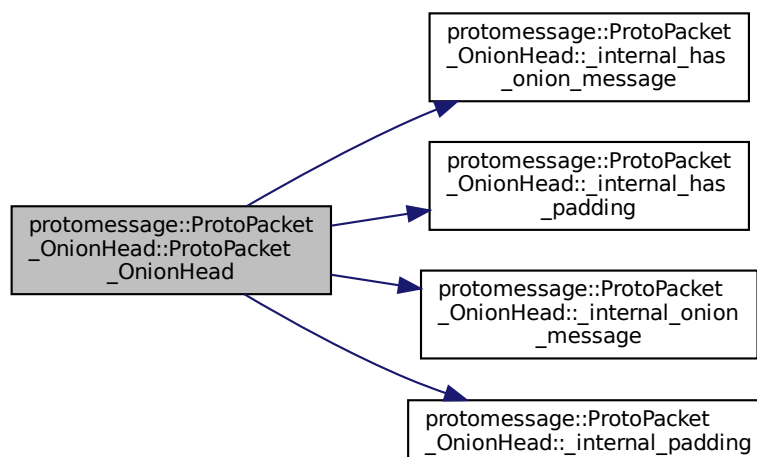 protomessage::ProtoPacket
_OnionHead::_internal_has
_onion_message
protomessage::ProtoPacket
_OnionHead::_internal_has
_padding
protomessage::ProtoPacket
_OnionHead::ProtoPacket
_OnionHead
protomessage::ProtoPacket
_OnionHead::_internal_onion
_message
protomessage::ProtoPacket
_OnionHead::_internal_padding